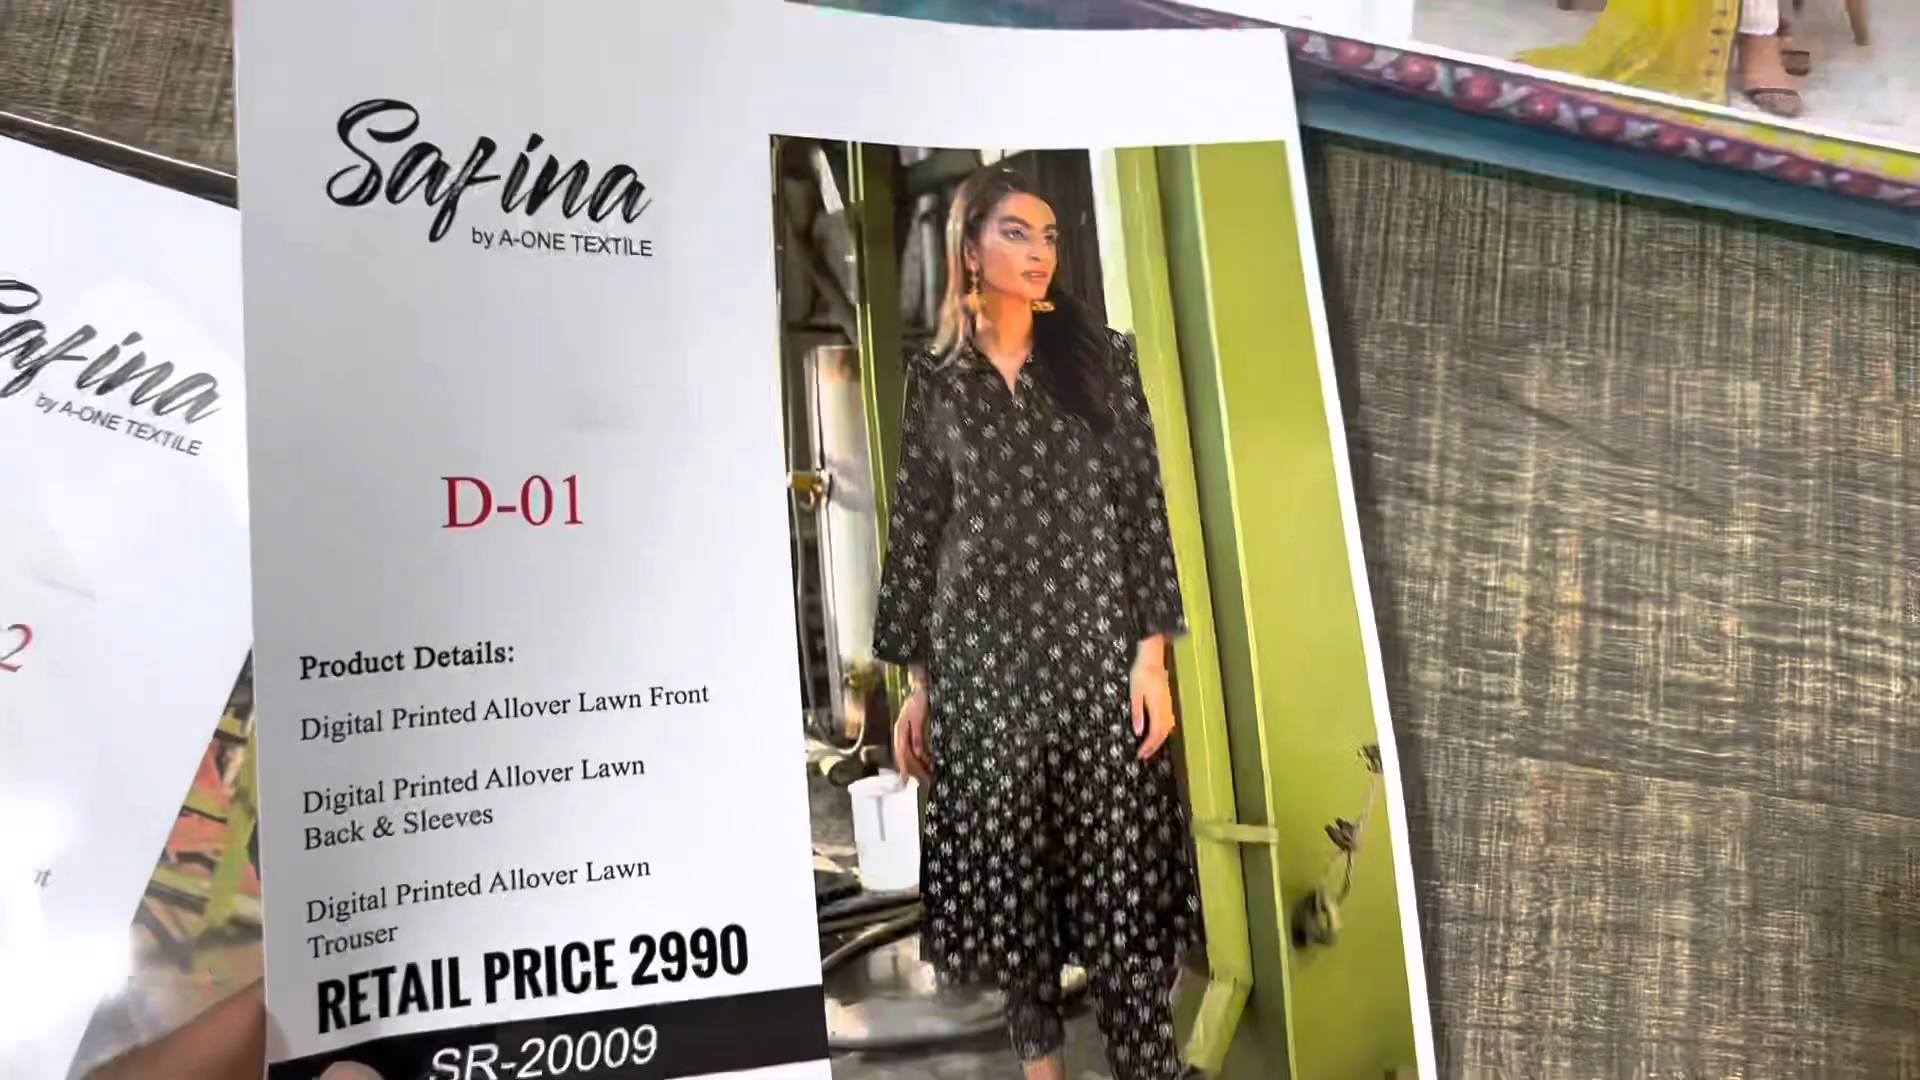 Safina
by A-ONE TEXTILE
D-01
Product Details:
Digital Printed Allover Lawn Front
Digital Printed Allover Lawn
Back & Sleeves
Digital Printed Allover Lawn
Trouser
RETAIL PRICE 2990
SR-20009
Safina
by A-ONE TEXTILE
2